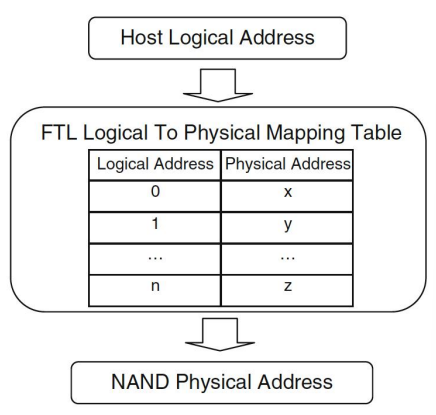 Host Logical Address
FTL Logical To Physical Mapping Table
Logical Address Physical Address
0 x
1 y
... ...
n z
NAND Physical Address